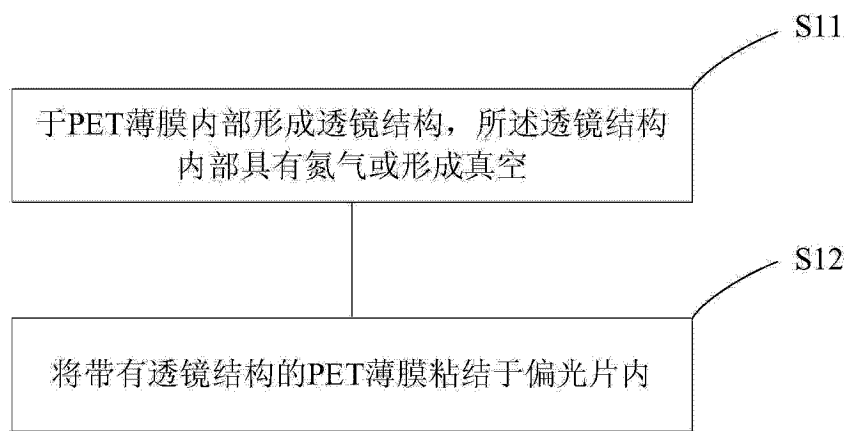 S11
于PET薄膜内部形成透镜结构，所述透镜结构
内部具有氮气或形成真空
S12
将带有透镜结构的PET薄膜粘结于偏光片内